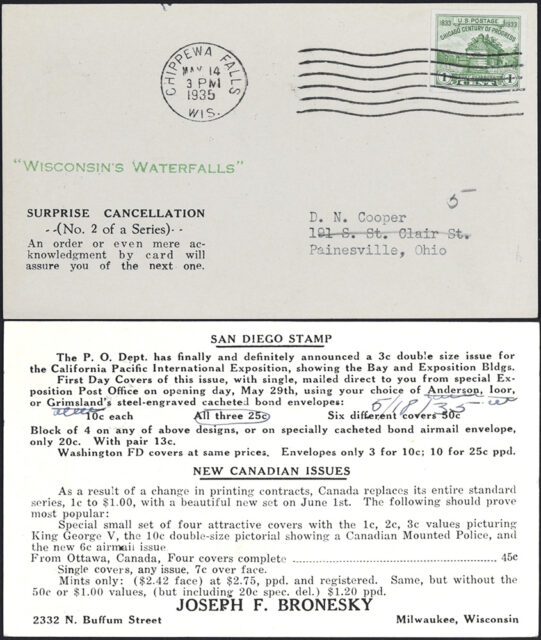 1833 U.S. POSTAGE 1933
CHICAGO CENTURY OF PROGRESS
1 1
CHIPPEWA FALLS
MAY 14
3 PM
1935
WIS.
"WISCONSIN'S WATERFALLS"
5
SURPRISE CANCELLATION
--(No. 2 of a Series)--
An order or even mere ac-
knowledgment by card will
assure you of the next one.
D. N. Cooper
191 S. St. Clair St.
Painesville, Ohio
SAN DIEGO STAMP
The P. O. Dept. has finally and definitely announced a 3c double size issue for
the California Pacific International Exposition, showing the Bay and Exposition Bldgs.
First Day Covers of this issue, with single, mailed direct to you from special Ex-
position Post Office on opening day, May 29th, using your choice of Anderson, Ioor,
or Grimsland's steel-engraved cacheted bond envelopes:
5/18/35
10c each All three 25c Six different covers 50c
Block of 4 on any of above designs, or on specially cacheted bond airmail envelope,
only 20c. With pair 13c.
Washington FD covers at same prices. Envelopes only 3 for 10c; 10 for 25c ppd.
NEW CANADIAN ISSUES
As a result of a change in printing contracts, Canada replaces its entire standard
series, 1c to $1.00, with a beautiful new set on June 1st. The following should prove
most popular:
Special small set of four attractive covers with the 1c, 2c, 3c values picturing
King George V, the 10c double-size pictorial showing a Canadian Mounted Police, and
the new 6c airmail issue
From Ottawa, Canada, Four covers complete ........ 45c
Single covers, any issue, 7c over face.
Mints only: ($2.42 face) at $2.75, ppd. and registered. Same, but without the
50c or $1.00 values, (but including 20c spec. del.) $1.20 ppd.
JOSEPH F. BRONESKY
2332 N. Buffum Street Milwaukee, Wisconsin